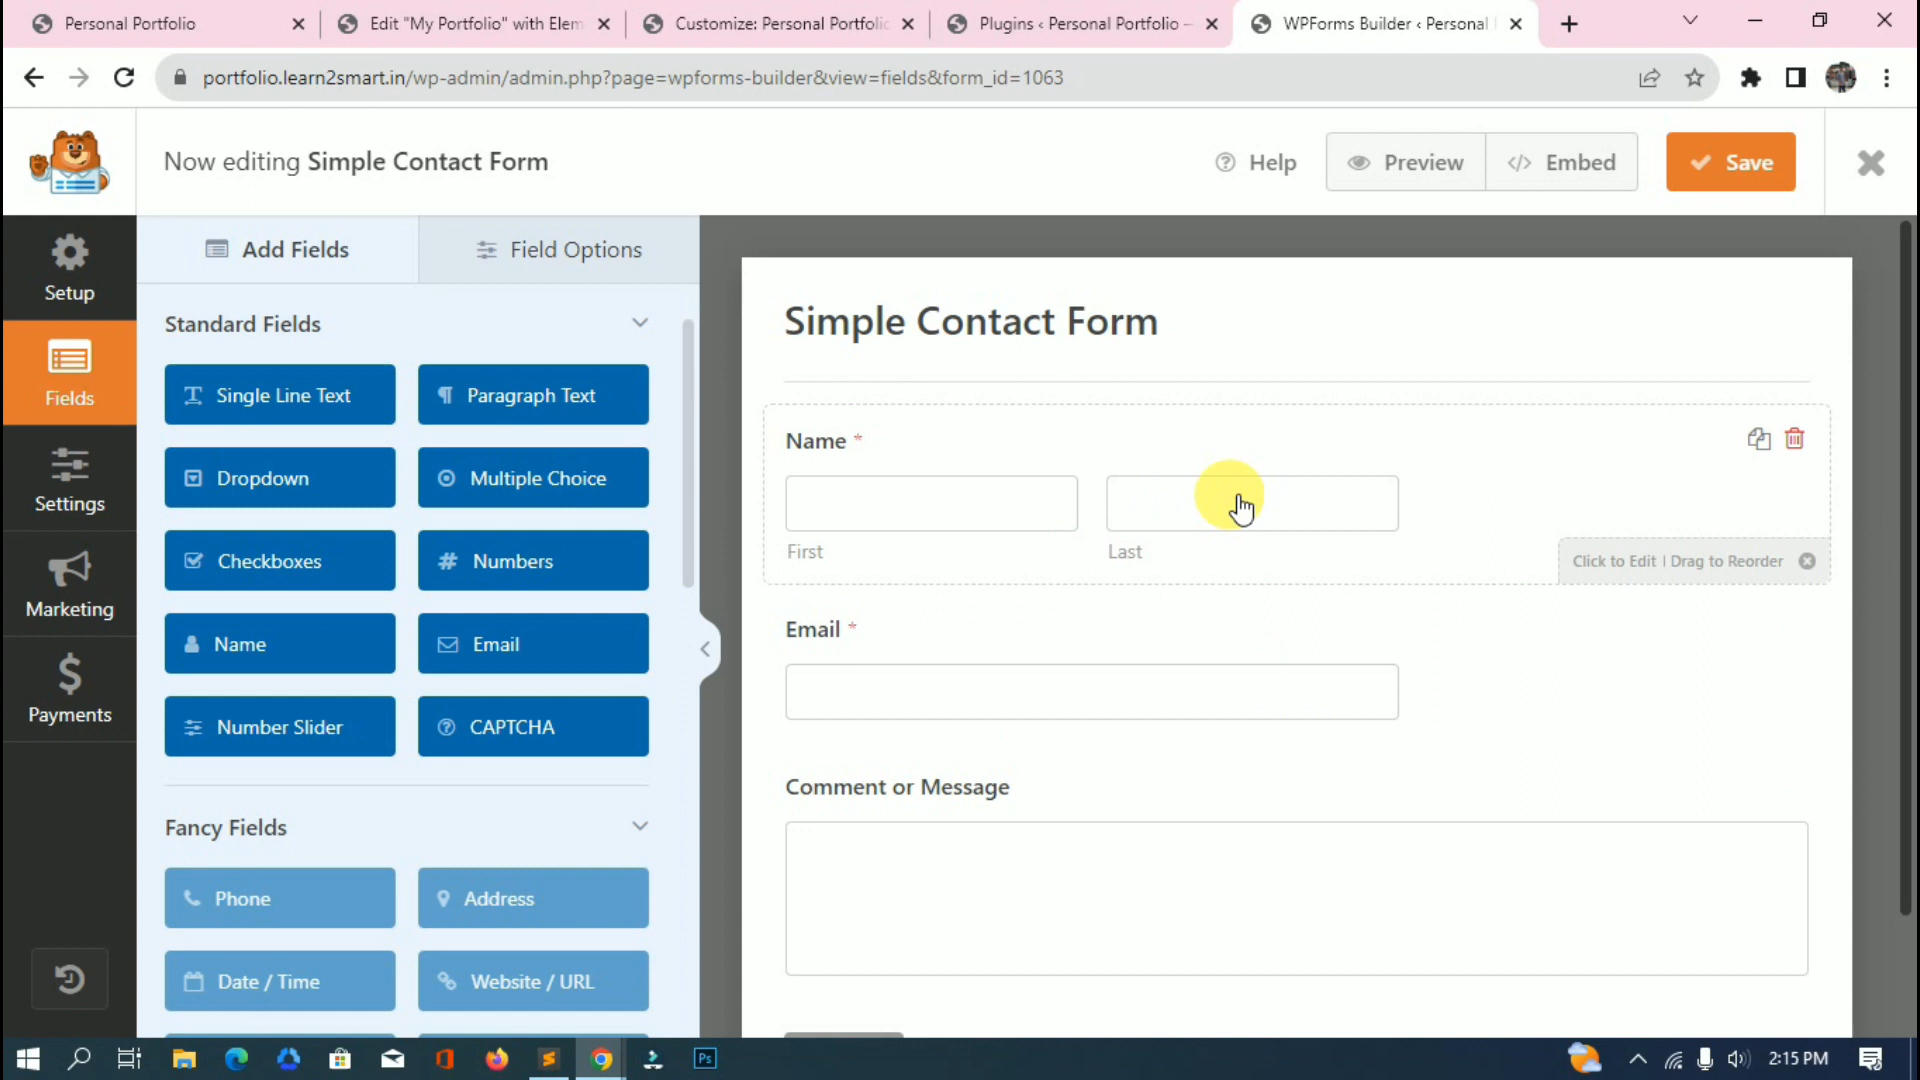 Personal Portfolio
Edit "My Portfolio" with Elem
Customize: Personal Portfolio
Plugins ‹ Personal Portfolio —
WPForms Builder ‹ Personal
portfolio.learn2smart.in/wp-admin/admin.php?page=wpforms-builder&view=fields&form_id=1063
Now editing Simple Contact Form
Help
Preview
Embed
Save
Setup
Fields
Settings
Marketing
Payments
Add Fields
Field Options
Standard Fields
Single Line Text
Paragraph Text
Dropdown
Multiple Choice
Checkboxes
Numbers
Name
Email
Number Slider
CAPTCHA
Fancy Fields
Phone
Address
Date / Time
Website / URL
Simple Contact Form
Name *
First
Last
Click to Edit | Drag to Reorder
Email *
Comment or Message
Ps
2:15 PM